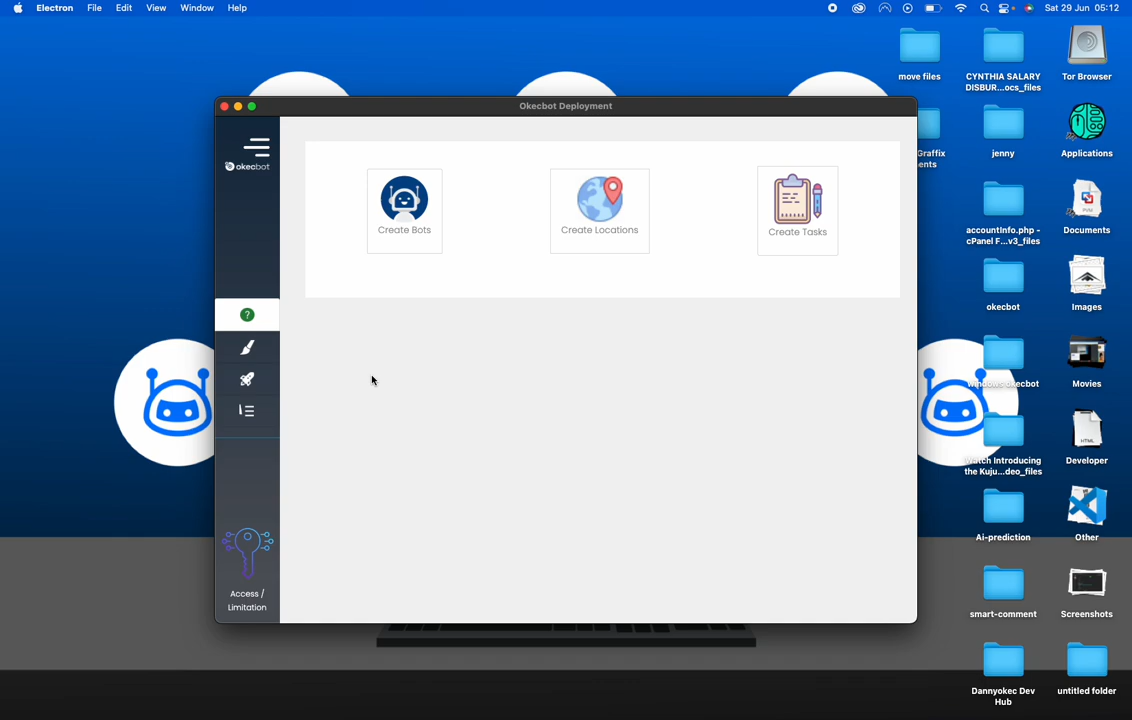 Electron File Edit View Window Help
Sat 29 Jun 05:12
move files
CYNTHIA SALARY
DISBUR...ocs_files
Tor Browser
Okecbot Deployment
okecbot
Create Bots
Create Locations
Create Tasks
?
Access /
Limitation
Graffix
ents
jenny
Applications
accountInfo.php -
cPanel F...v3_files
Documents
okecbot
Images
windows okecbot
Movies
Watch Introducing
the Kuju...deo_files
HTML
Developer
Ai-prediction
Other
smart-comment
Screenshots
Dannyokec Dev
Hub
untitled folder